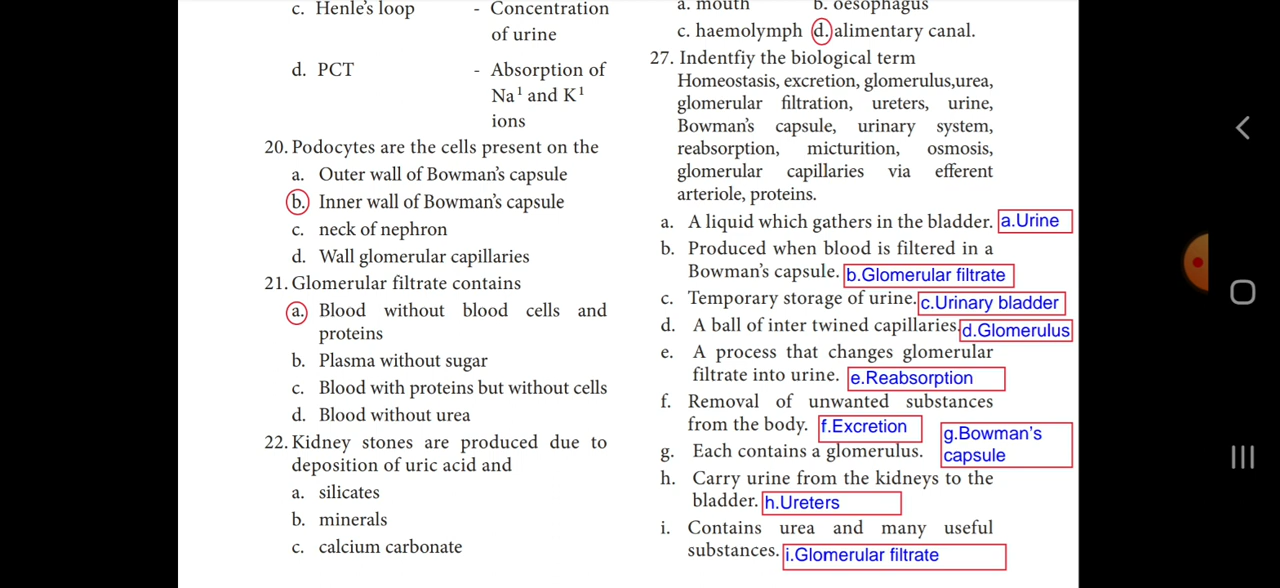 c. Henle's loop - Concentration
of urine
d. PCT - Absorption of
Na¹ and K¹
ions
20. Podocytes are the cells present on the
a. Outer wall of Bowman's capsule
b. Inner wall of Bowman's capsule
c. neck of nephron
d. Wall glomerular capillaries
21. Glomerular filtrate contains
a. Blood without blood cells and
proteins
b. Plasma without sugar
c. Blood with proteins but without cells
d. Blood without urea
22. Kidney stones are produced due to
deposition of uric acid and
a. silicates
b. minerals
c. calcium carbonate
a. mouth b. oesophagus
c. haemolymph d. alimentary canal.
27. Indentfiy the biological term
Homeostasis, excretion, glomerulus,urea,
glomerular filtration, ureters, urine,
Bowman's capsule, urinary system,
reabsorption, micturition, osmosis,
glomerular capillaries via efferent
arteriole, proteins.
a. A liquid which gathers in the bladder. a.Urine
b. Produced when blood is filtered in a
Bowman's capsule. b.Glomerular filtrate
c. Temporary storage of urine. c.Urinary bladder
d. A ball of inter twined capillaries. d.Glomerulus
e. A process that changes glomerular
filtrate into urine. e.Reabsorption
f. Removal of unwanted substances
from the body. f.Excretion
g. Each contains a glomerulus. g.Bowman's
capsule
h. Carry urine from the kidneys to the
bladder. h.Ureters
i. Contains urea and many useful
substances. i.Glomerular filtrate